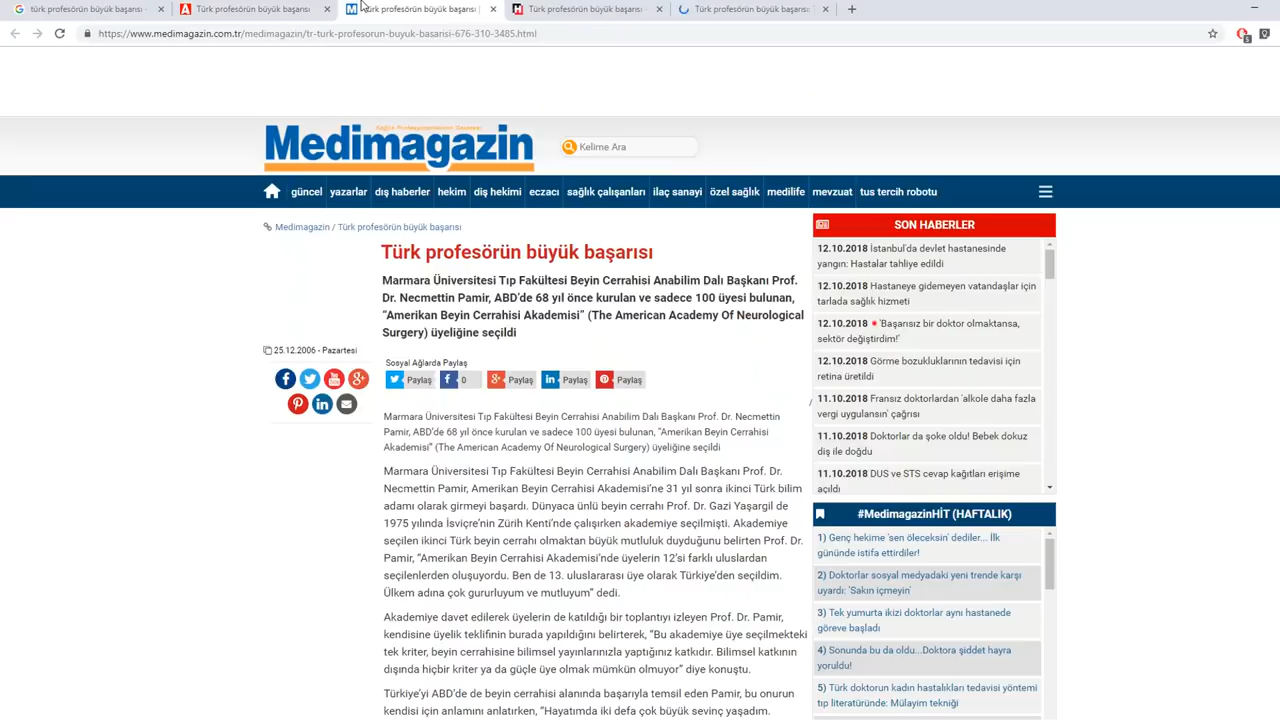 türk profesörün büyük başarısı -
Türk profesörün büyük başarısı
Türk profesörün büyük başarısı |
Türk profesörün büyük başarısı -
Türk profesörün büyük başarısı
https://www.medimagazin.com.tr/medimagazin/tr-turk-profesorun-buyuk-basarisi-676-310-3485.html
Medimagazin
Kelime Ara
güncel yazarlar dış haberler hekim diş hekimi eczacı sağlık çalışanları ilaç sanayi özel sağlık medilife mevzuat tus tercih robotu
Medimagazin / Türk profesörün büyük başarısı
Türk profesörün büyük başarısı
Marmara Üniversitesi Tıp Fakültesi Beyin Cerrahisi Anabilim Dalı Başkanı Prof.
Dr. Necmettin Pamir, ABD’de 68 yıl önce kurulan ve sadece 100 üyesi bulunan,
“Amerikan Beyin Cerrahisi Akademisi” (The American Academy Of Neurological
Surgery) üyeliğine seçildi
25.12.2006 - Pazartesi
Sosyal Ağlarda Paylaş
Paylaş 0 Paylaş Paylaş Paylaş
Marmara Üniversitesi Tıp Fakültesi Beyin Cerrahisi Anabilim Dalı Başkanı Prof. Dr. Necmettin
Pamir, ABD’de 68 yıl önce kurulan ve sadece 100 üyesi bulunan, “Amerikan Beyin Cerrahisi
Akademisi” (The American Academy Of Neurological Surgery) üyeliğine seçildi
Marmara Üniversitesi Tıp Fakültesi Beyin Cerrahisi Anabilim Dalı Başkanı Prof. Dr.
Necmettin Pamir, Amerikan Beyin Cerrahisi Akademisi’ne 31 yıl sonra ikinci Türk bilim
adamı olarak girmeyi başardı. Dünyaca ünlü beyin cerrahı Prof. Dr. Gazi Yaşargil de
1975 yılında İsviçre’nin Zürih Kenti’nde çalışırken akademiye seçilmişti. Akademiye
seçilen ikinci Türk beyin cerrahı olmaktan büyük mutluluk duyduğunu belirten Prof. Dr.
Pamir, “Amerikan Beyin Cerrahisi Akademisi’nde üyelerin 12’si farklı uluslardan
seçilenlerden oluşuyordu. Ben de 13. uluslararası üye olarak Türkiye’den seçildim.
Ülkem adına çok gururluyum ve mutluyum” dedi.
Akademiye davet edilerek üyelerin de katıldığı bir toplantıyı izleyen Prof. Dr. Pamir,
kendisine üyelik teklifinin burada yapıldığını belirterek, “Bu akademiye üye seçilmekteki
tek kriter, beyin cerrahisine bilimsel yayınlarınızla yaptığınız katkıdır. Bilimsel katkının
dışında hiçbir kriter ya da güçle üye olmak mümkün olmuyor” diye konuştu.
Türkiye’yi ABD’de de beyin cerrahisi alanında başarıyla temsil eden Pamir, bu onurun
kendisi için anlamını anlatırken, “Hayatımda iki defa çok büyük sevinç yaşadım.
SON HABERLER
12.10.2018 İstanbul'da devlet hastanesinde
yangın: Hastalar tahliye edildi
12.10.2018 Hastaneye gidemeyen vatandaşlar için
tarlada sağlık hizmeti
12.10.2018 'Başarısız bir doktor olmaktansa,
sektör değiştirdim!'
12.10.2018 Görme bozukluklarının tedavisi için
retina üretildi
11.10.2018 Fransız doktorlardan 'alkole daha fazla
vergi uygulansın' çağrısı
11.10.2018 Doktorlar da şoke oldu! Bebek dokuz
diş ile doğdu
11.10.2018 DUS ve STS cevap kağıtları erişime
açıldı
#MedimagazinHİT (HAFTALIK)
1) Genç hekime 'sen öleceksin' dediler... İlk
gününde istifa ettirdiler!
2) Doktorlar sosyal medyadaki yeni trende karşı
uyardı: 'Sakın içmeyin'
3) Tek yumurta ikizi doktorlar aynı hastanede
göreve başladı
4) Sonunda bu da oldu...Doktora şiddet hayra
yoruldu!
5) Türk doktorun kadın hastalıkları tedavisi yöntemi
tıp literatüründe: Mülayim tekniği